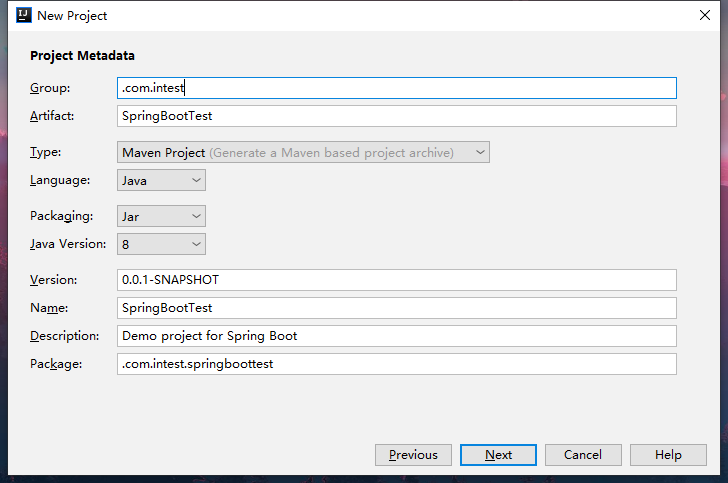 New Project
Project Metadata
Group: .com.intest
Artifact: SpringBootTest
Type: Maven Project (Generate a Maven based project archive)
Language: Java
Packaging: Jar
Java Version: 8
Version: 0.0.1-SNAPSHOT
Name: SpringBootTest
Description: Demo project for Spring Boot
Package: .com.intest.springboottest
Previous Next Cancel Help